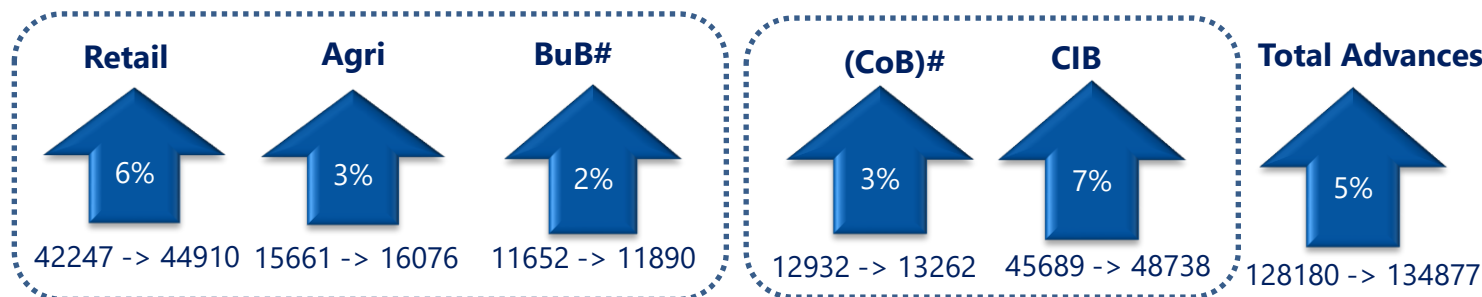 Retail
Agri
BuB#
(CoB)#
CIB
Total Advances
6%
3%
2%
3%
7%
5%
42247 -> 44910
15661 -> 16076
11652 -> 11890
12932 -> 13262
45689 -> 48738
128180 -> 134877